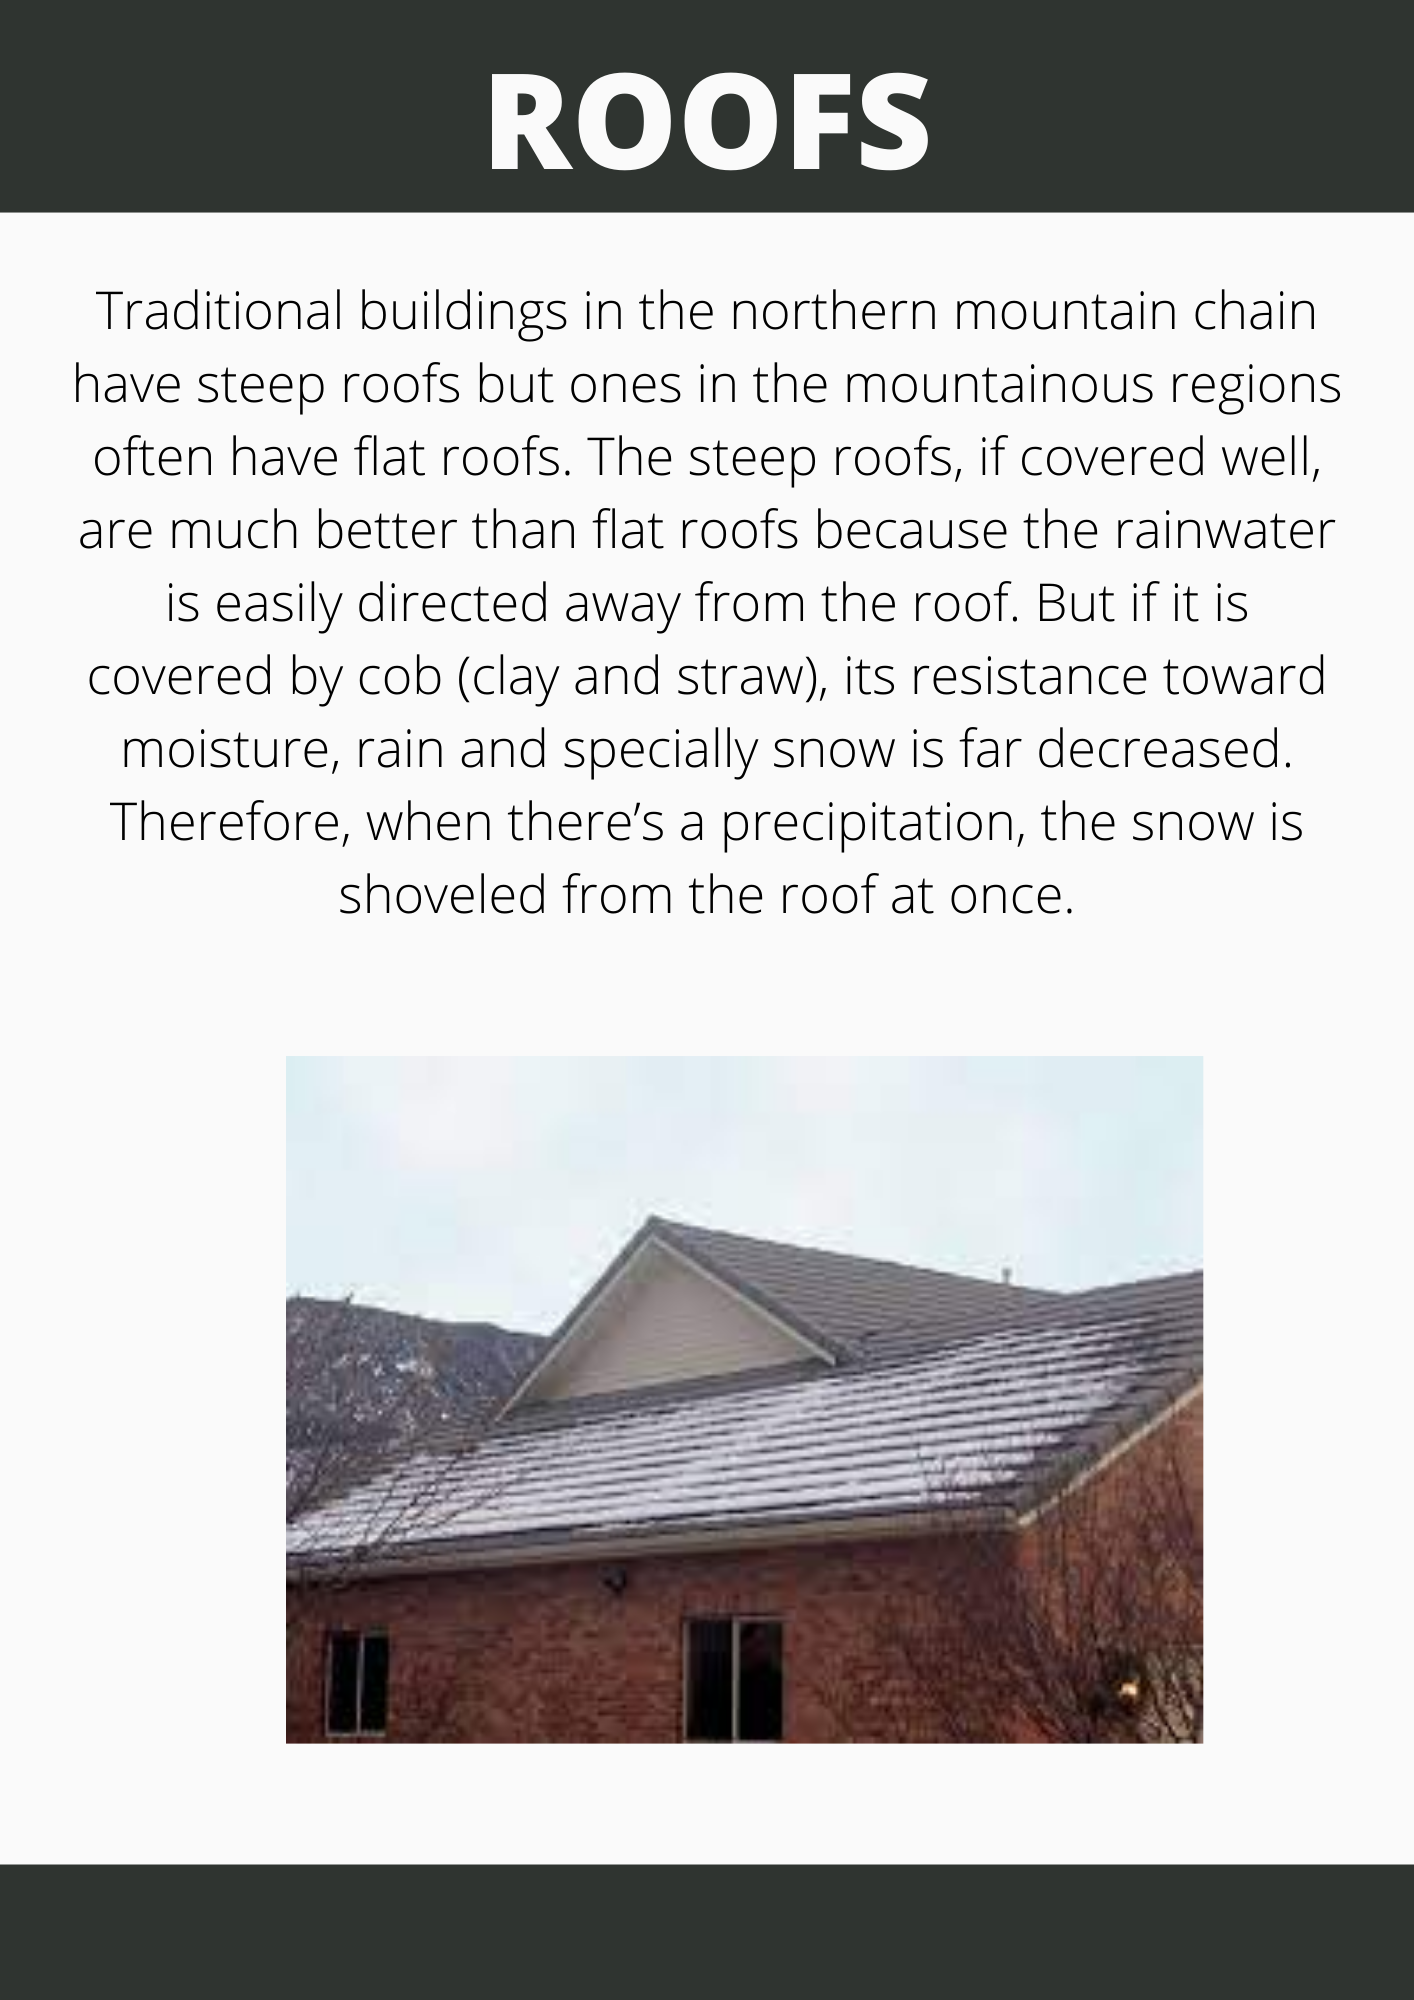 ROOFS
Traditional buildings in the northern mountain chain
have steep roofs but ones in the mountainous regions
often have flat roofs. The steep roofs, if covered well,
are much better than flat roofs because the rainwater
is easily directed away from the roof. But if it is
covered by cob (clay and straw), its resistance toward
moisture, rain and specially snow is far decreased.
Therefore, when there’s a precipitation, the snow is
shoveled from the roof at once.